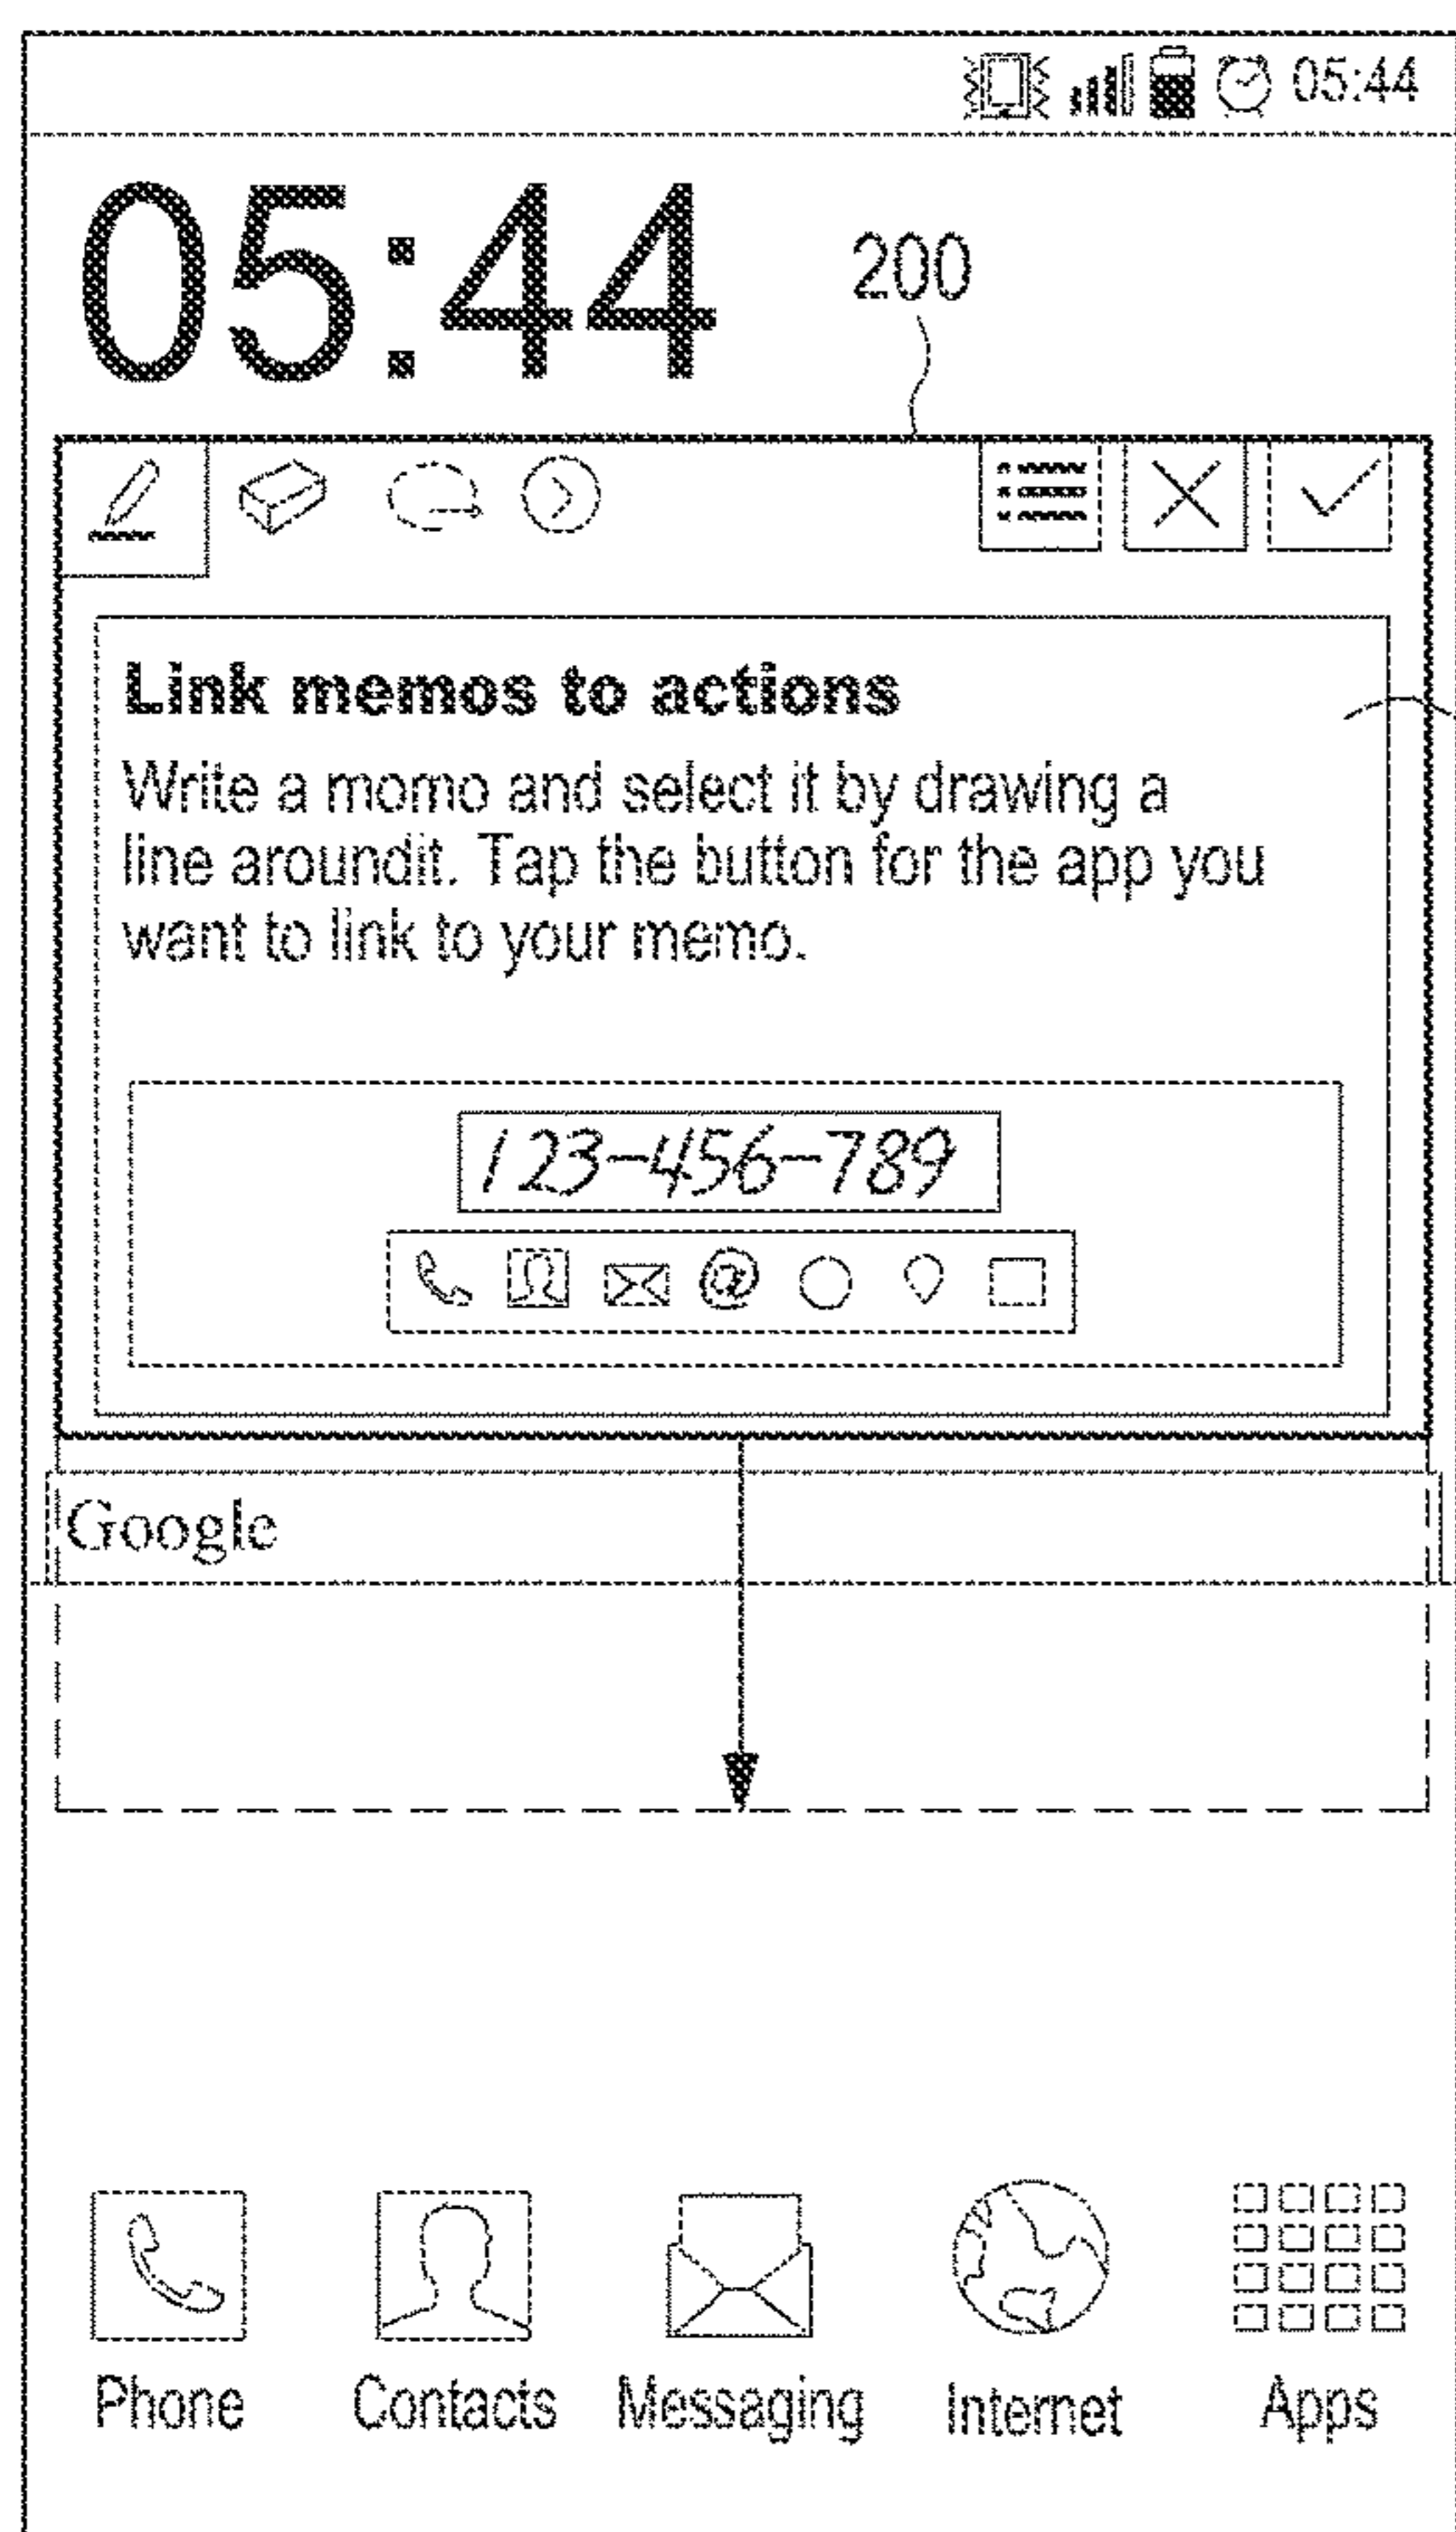 05:44
05:44
200
Link memos to actions
Write a momo and select it by drawing a
line aroundit. Tap the button for the app you
want to link to your memo.
123-456-789
@
Google
Phone Contacts Messaging Internet Apps